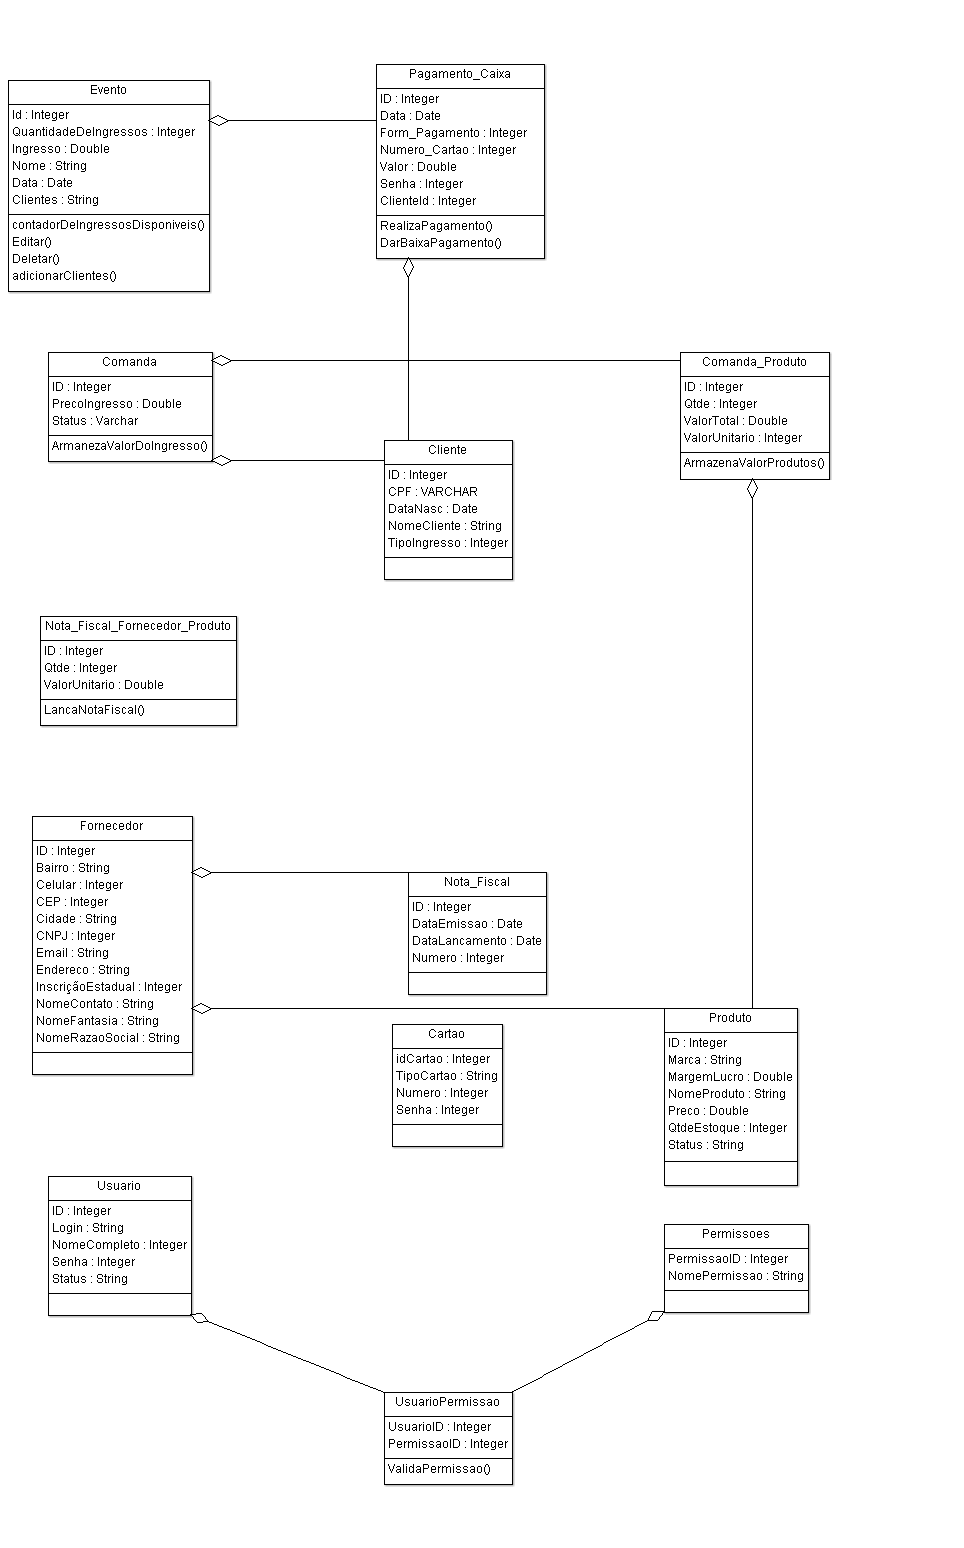 Evento
Id : Integer
QuantidadeDeIngressos : Integer
Ingresso : Double
Nome : String
Data : Date
Clientes : String
contadorDeIngressosDisponiveis()
Editar()
Deletar()
adicionarClientes()
Pagamento_Caixa
ID : Integer
Data : Date
Form_Pagamento : Integer
Numero_Cartao : Integer
Valor : Double
Senha : Integer
ClienteId : Integer
RealizaPagamento()
DarBaixaPagamento()
Comanda
ID : Integer
PrecoIngresso : Double
Status : Varchar
ArmanezaValorDoIngresso()
Comanda_Produto
ID : Integer
Qtde : Integer
ValorTotal : Double
ValorUnitario : Integer
ArmazenaValorProdutos()
Cliente
ID : Integer
CPF : VARCHAR
DataNasc : Date
NomeCliente : String
TipoIngresso : Integer
Nota_Fiscal_Fornecedor_Produto
ID : Integer
Qtde : Integer
ValorUnitario : Double
LancaNotaFiscal()
Fornecedor
ID : Integer
Bairro : String
Celular : Integer
CEP : Integer
Cidade : String
CNPJ : Integer
Email : String
Endereco : String
InscriçãoEstadual : Integer
NomeContato : String
NomeFantasia : String
NomeRazaoSocial : String
Nota_Fiscal
ID : Integer
DataEmissao : Date
DataLancamento : Date
Numero : Integer
Cartao
idCartao : Integer
TipoCartao : String
Numero : Integer
Senha : Integer
Produto
ID : Integer
Marca : String
MargemLucro : Double
NomeProduto : String
Preco : Double
QtdeEstoque : Integer
Status : String
Usuario
ID : Integer
Login : String
NomeCompleto : Integer
Senha : Integer
Status : String
Permissoes
PermissaoID : Integer
NomePermissao : String
UsuarioPermissao
UsuarioID : Integer
PermissaoID : Integer
ValidaPermissao()